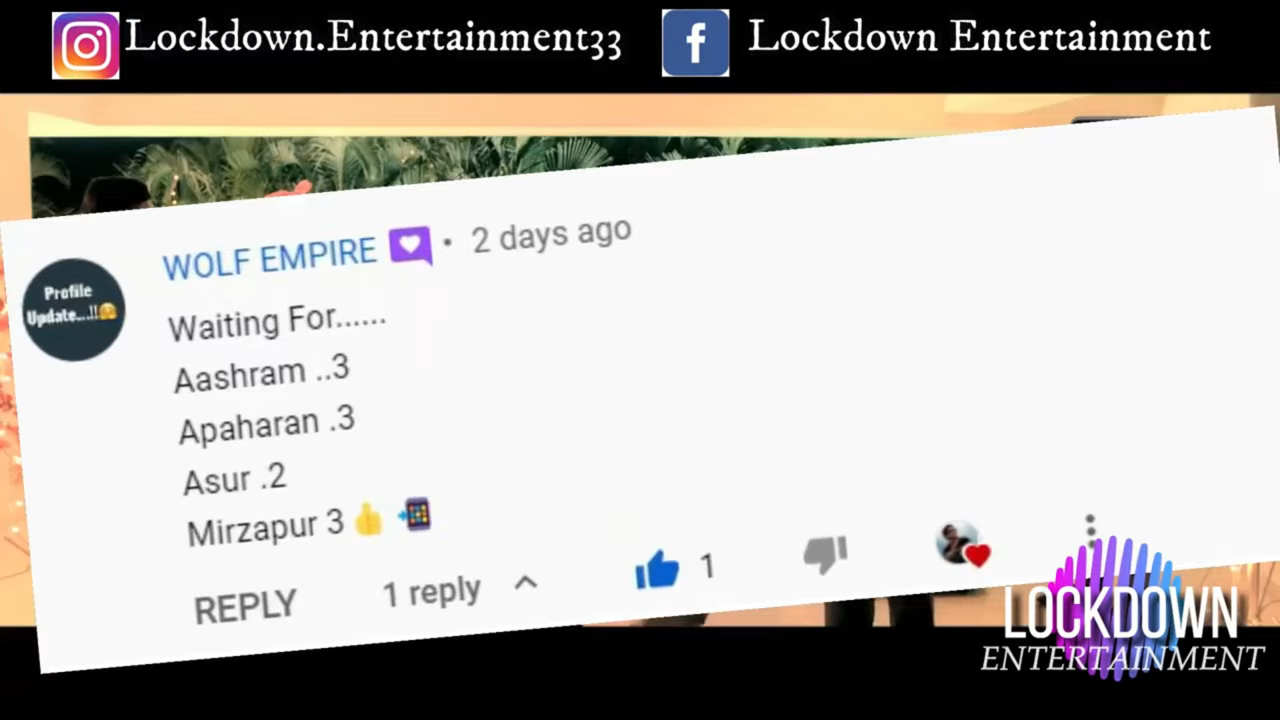 Lockdown.Entertainment33
Lockdown Entertainment
WOLF EMPIRE • 2 days ago
Profile
Update...!!
Waiting For......
Aashram ..3
Apaharan .3
Asur .2
Mirzapur 3👍📲
REPLY 1 reply 1
LOCKDOWN
ENTERTAINMENT